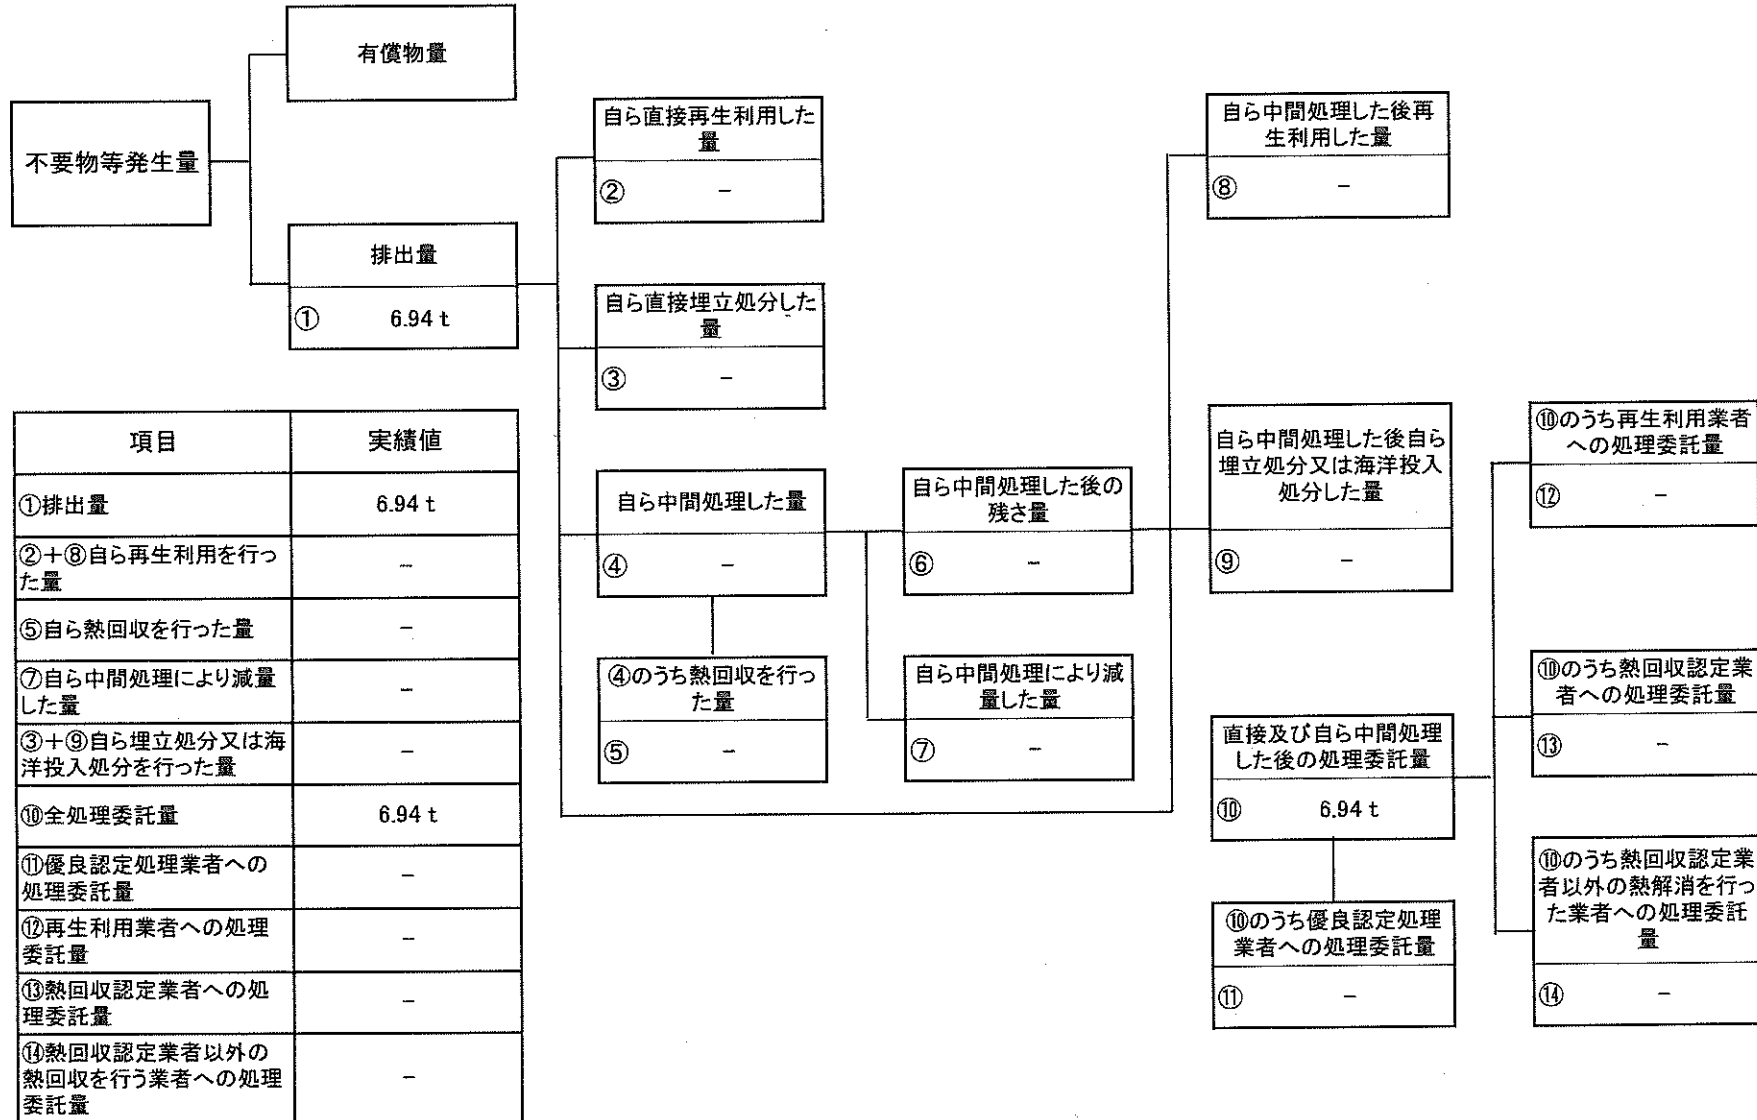 有償物量
不要物等発生量
排出量
① 6.94 t
自ら直接再生利用した
量
② －
自ら直接埋立処分した
量
③ －
自ら中間処理した量
④ －
④のうち熱回収を行っ
た量
⑤ －
自ら中間処理した後の
残さ量
⑥ －
自ら中間処理により減
量した量
⑦ －
自ら中間処理した後再
生利用した量
⑧ －
自ら中間処理した後自ら
埋立処分又は海洋投入
処分した量
⑨ －
直接及び自ら中間処理
した後の処理委託量
⑩ 6.94 t
⑩のうち優良認定処理
業者への処理委託量
⑪ －
⑩のうち再生利用業者
への処理委託量
⑫ －
⑩のうち熱回収認定業
者への処理委託量
⑬ －
⑩のうち熱回収認定業
者以外の熱解消を行っ
た業者への処理委託
量
⑭ －
項目 実績値
①排出量 6.94 t
②＋⑧自ら再生利用を行っ
た量 －
⑤自ら熱回収を行った量 －
⑦自ら中間処理により減量
した量 －
③＋⑨自ら埋立処分又は海
洋投入処分を行った量 －
⑩全処理委託量 6.94 t
⑪優良認定処理業者への
処理委託量 －
⑫再生利用業者への処理
委託量 －
⑬熱回収認定業者への処
理委託量 －
⑭熱回収認定業者以外の
熱回収を行う業者への処理
委託量 －